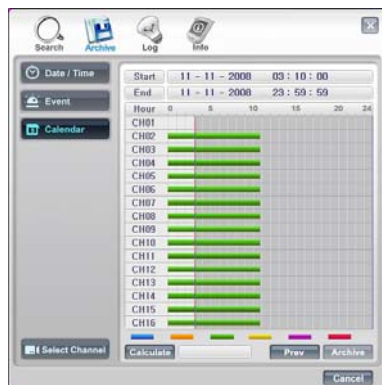 Search Archive Log Info
Date / Time
Event
Calendar
Select Channel
Start 11 - 11 - 2008 03 : 10 : 00
End 11 - 11 - 2008 23 : 59 : 59
Hour 0 5 10 15 20 24
CH01
CH02
CH03
CH04
CH05
CH06
CH07
CH08
CH09
CH10
CH11
CH12
CH13
CH14
CH15
CH16
Calculate Prev Archive
Cancel